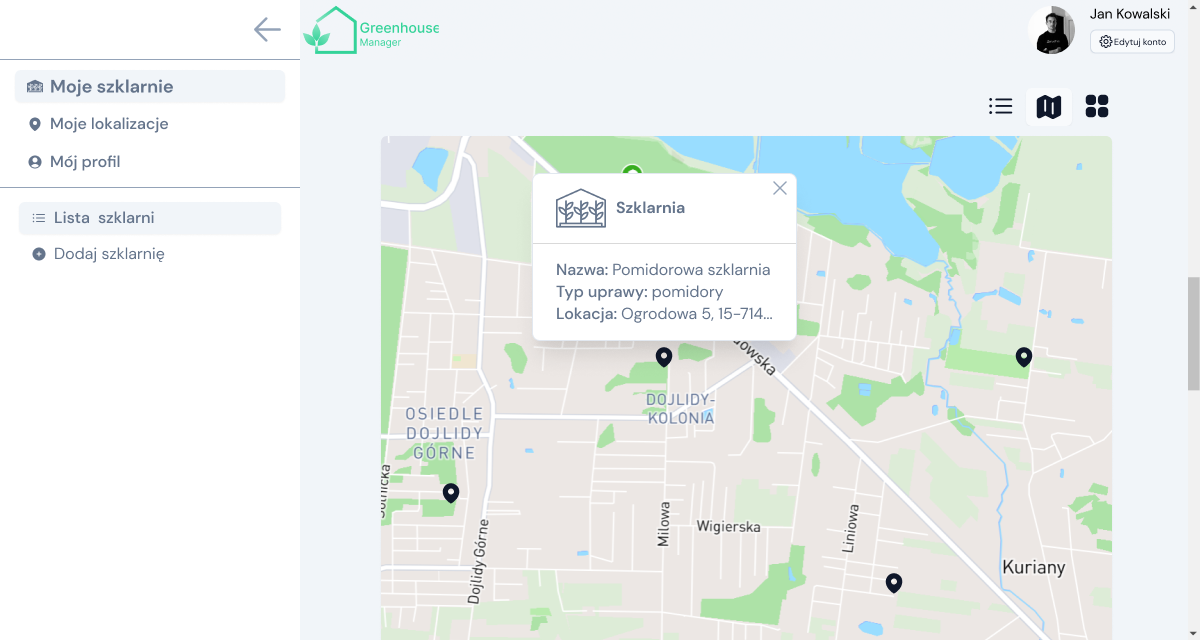 Greenhouse
Manager
Jan Kowalski
Edytuj konto
Moje szklarnie
Moje lokalizacje
Mój profil
Lista szklarni
Dodaj szklarnię
Szklarnia
Nazwa: Pomidorowa szklarnia
Typ uprawy: pomidory
Lokacja: Ogrodowa 5, 15-714...
OSIEDLE
DOJLIDY
GÓRNE
DOJLIDY-
KOLONIA
Wigierska
Milowa
Liniowa
Dojlidy Górne
Kuriany